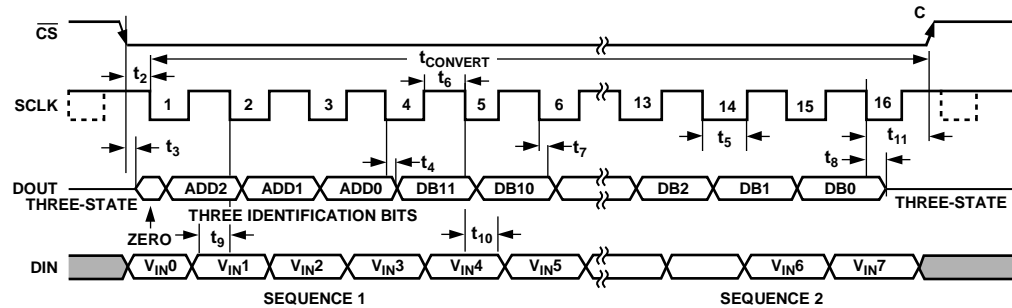 CS C
tCONVERT
t2 t6
SCLK 1 2 3 4 5 6 13 14 15 16
t3 t4 t7 t5 t8 t11
DOUT ADD2 ADD1 ADD0 DB11 DB10 DB2 DB1 DB0
THREE-STATE THREE IDENTIFICATION BITS THREE-STATE
ZERO t9 t10
DIN VIN0 VIN1 VIN2 VIN3 VIN4 VIN5 VIN6 VIN7
SEQUENCE 1 SEQUENCE 2